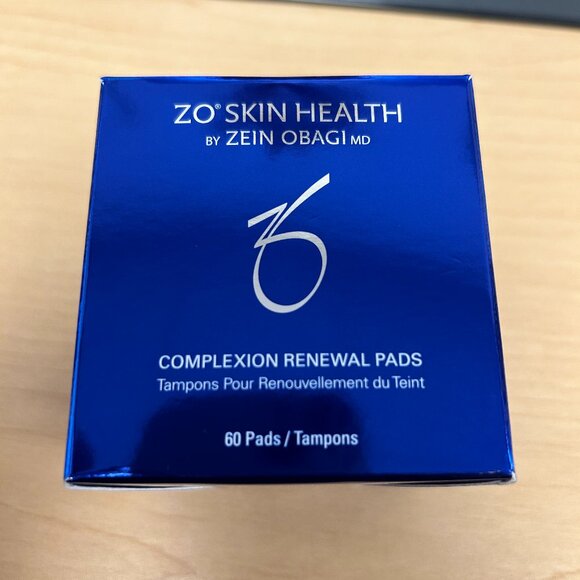 ZO® SKIN HEALTH
BY ZEIN OBAGI MD
COMPLEXION RENEWAL PADS
Tampons Pour Renouvellement du Teint
60 Pads / Tampons